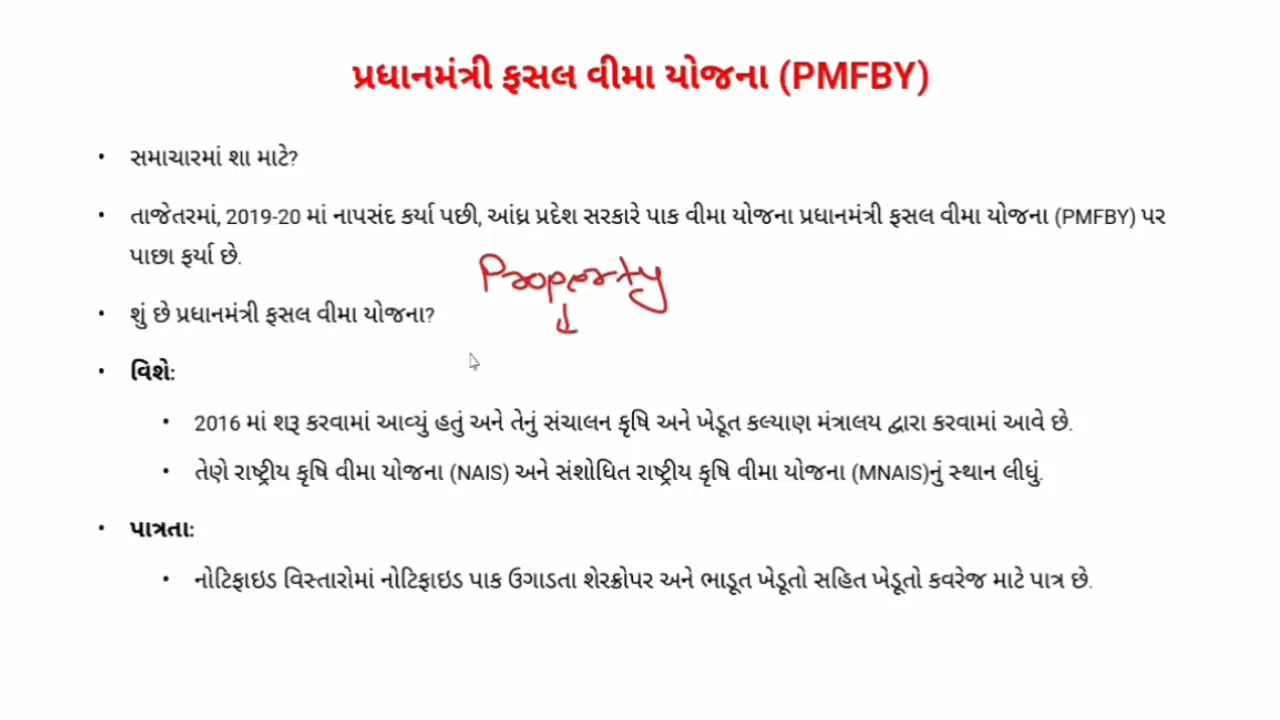 પ્રધાનમંત્રી ફસલ વીમા યોજના (PMFBY)
• સમાચારમાં શા માટે?
• તાજેતરમાં, 2019-20 માં નાપસંદ કર્યા પછી, આંધ્ર પ્રદેશ સરકારે પાક વીમા યોજના પ્રધાનમંત્રી ફસલ વીમા યોજના (PMFBY) પર
પાછા ફર્યા છે.
Property
• શું છે પ્રધાનમંત્રી ફસલ વીમા યોજના?
• વિશે:
• 2016 માં શરૂ કરવામાં આવ્યું હતું અને તેનું સંચાલન કૃષિ અને ખેડૂત કલ્યાણ મંત્રાલય દ્વારા કરવામાં આવે છે.
• તેણે રાષ્ટ્રીય કૃષિ વીમા યોજના (NAIS) અને સંશોધિત રાષ્ટ્રીય કૃષિ વીમા યોજના (MNAIS)નું સ્થાન લીધું.
• પાત્રતા:
• નોટિફાઇડ વિસ્તારોમાં નોટિફાઇડ પાક ઉગાડતા શેરક્રોપર અને ભાડૂત ખેડૂતો સહિત ખેડૂતો કવરેજ માટે પાત્ર છે.